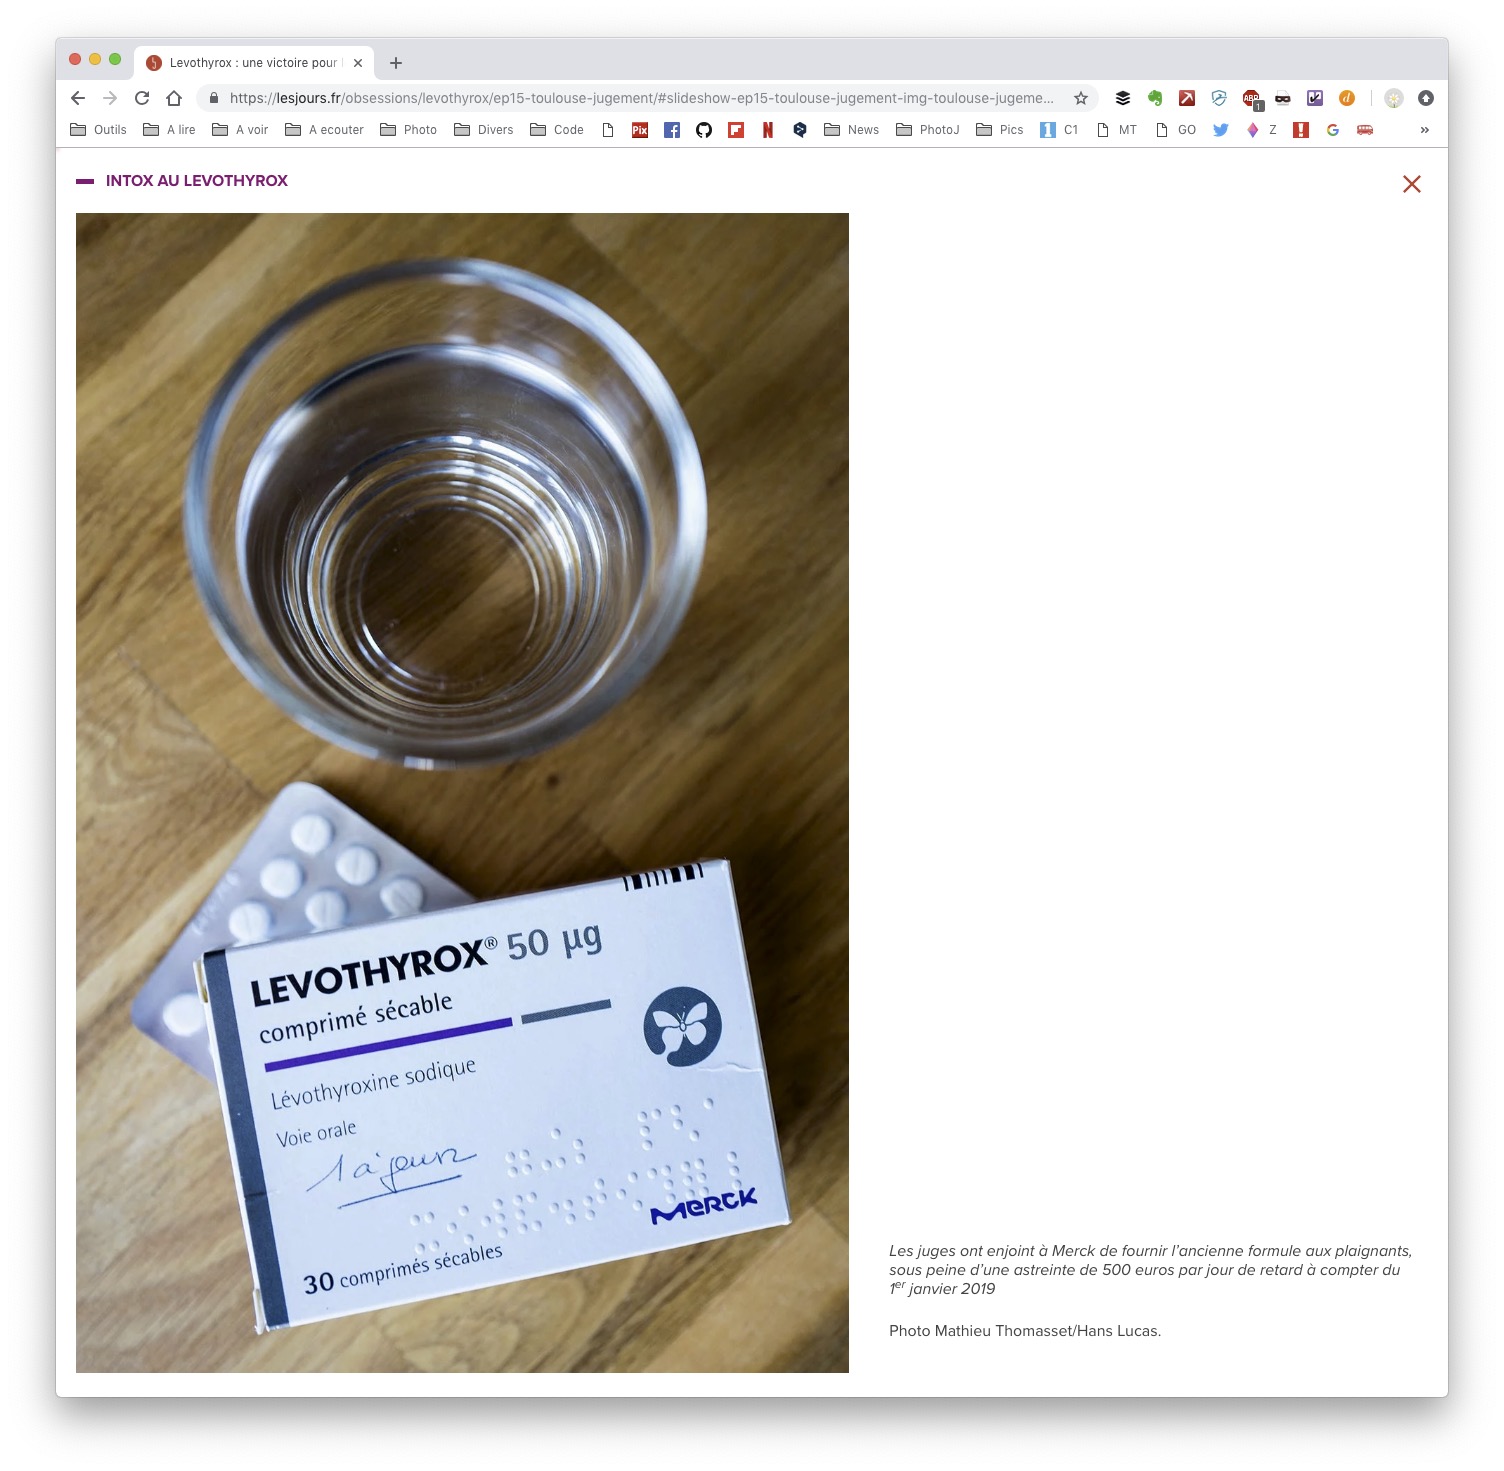 Levothyrox : une victoire pour
https://lesjours.fr/obsessions/levothyrox/ep15-toulouse-jugement/#slideshow-ep15-toulouse-jugement-img-toulouse-jugeme...
ABP
1
d
Outils
A lire
A voir
A ecouter
Photo
Divers
Code
Pix
News
PhotoJ
Pics
1
C1
MT
GO
Z
»
INTOX AU LEVOTHYROX
LEVOTHYROX® 50 µg
comprimé sécable
Lévothyroxine sodique
Voie orale
1 à jeun
MERCK
30 comprimés sécables
Les juges ont enjoint à Merck de fournir l’ancienne formule aux plaignants,
sous peine d’une astreinte de 500 euros par jour de retard à compter du
1er janvier 2019
Photo Mathieu Thomasset/Hans Lucas.